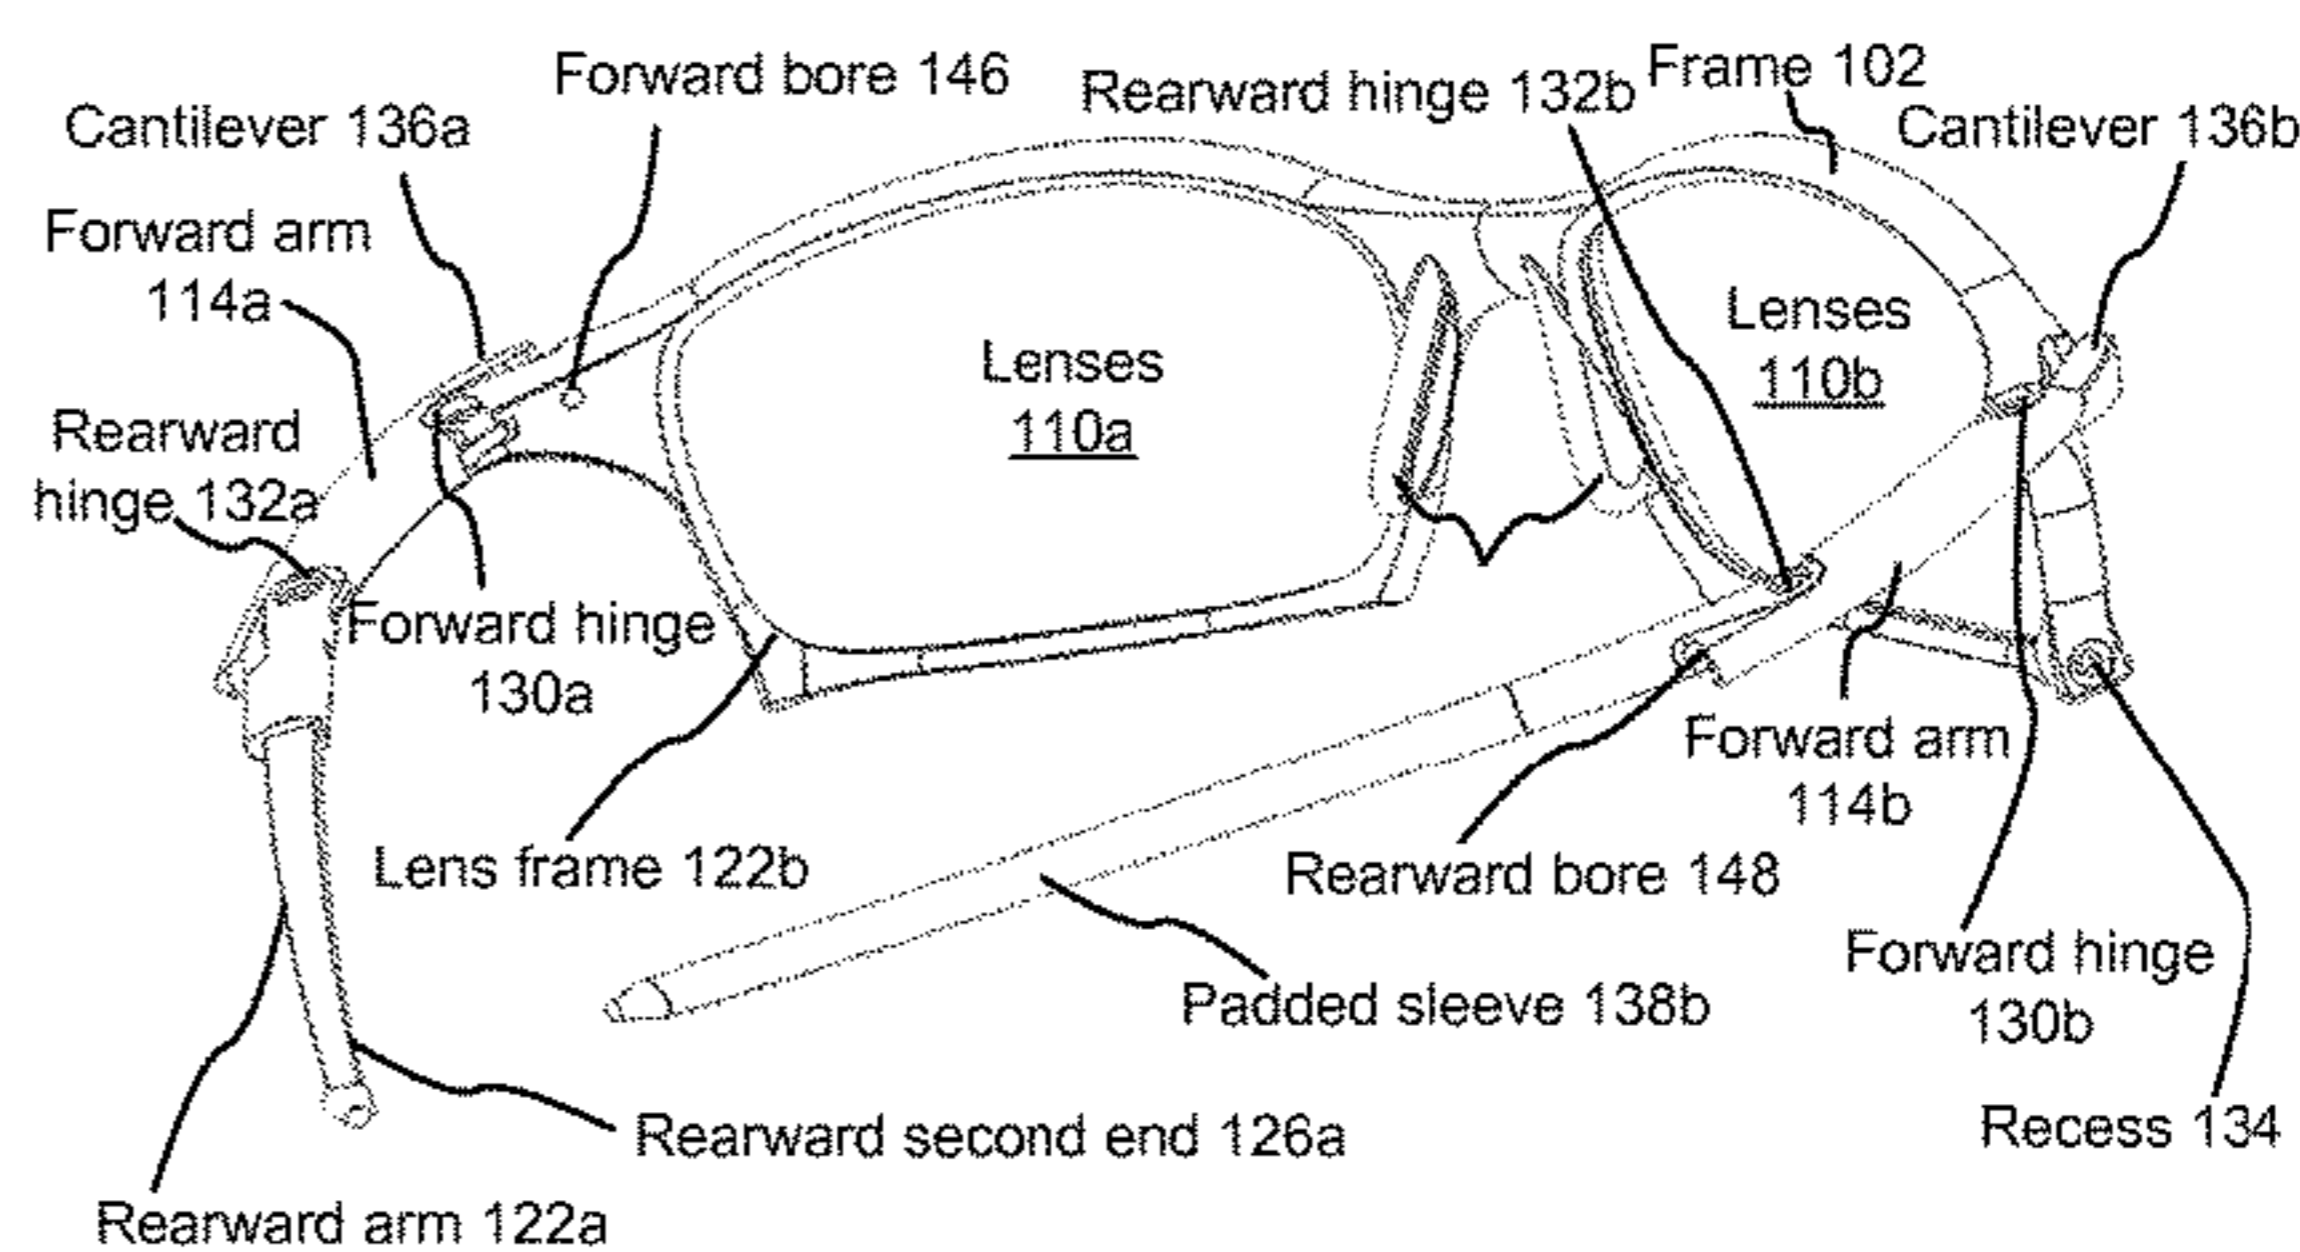 Forward bore 146
Rearward hinge 132b
Frame 102
Cantilever 136a
Cantilever 136b
Forward arm
114a
Lenses
110a
Lenses
110b
Rearward
hinge 132a
Forward hinge
130a
Forward arm
114b
Lens frame 122b
Rearward bore 148
Forward hinge
130b
Padded sleeve 138b
Rearward second end 126a
Recess 134
Rearward arm 122a